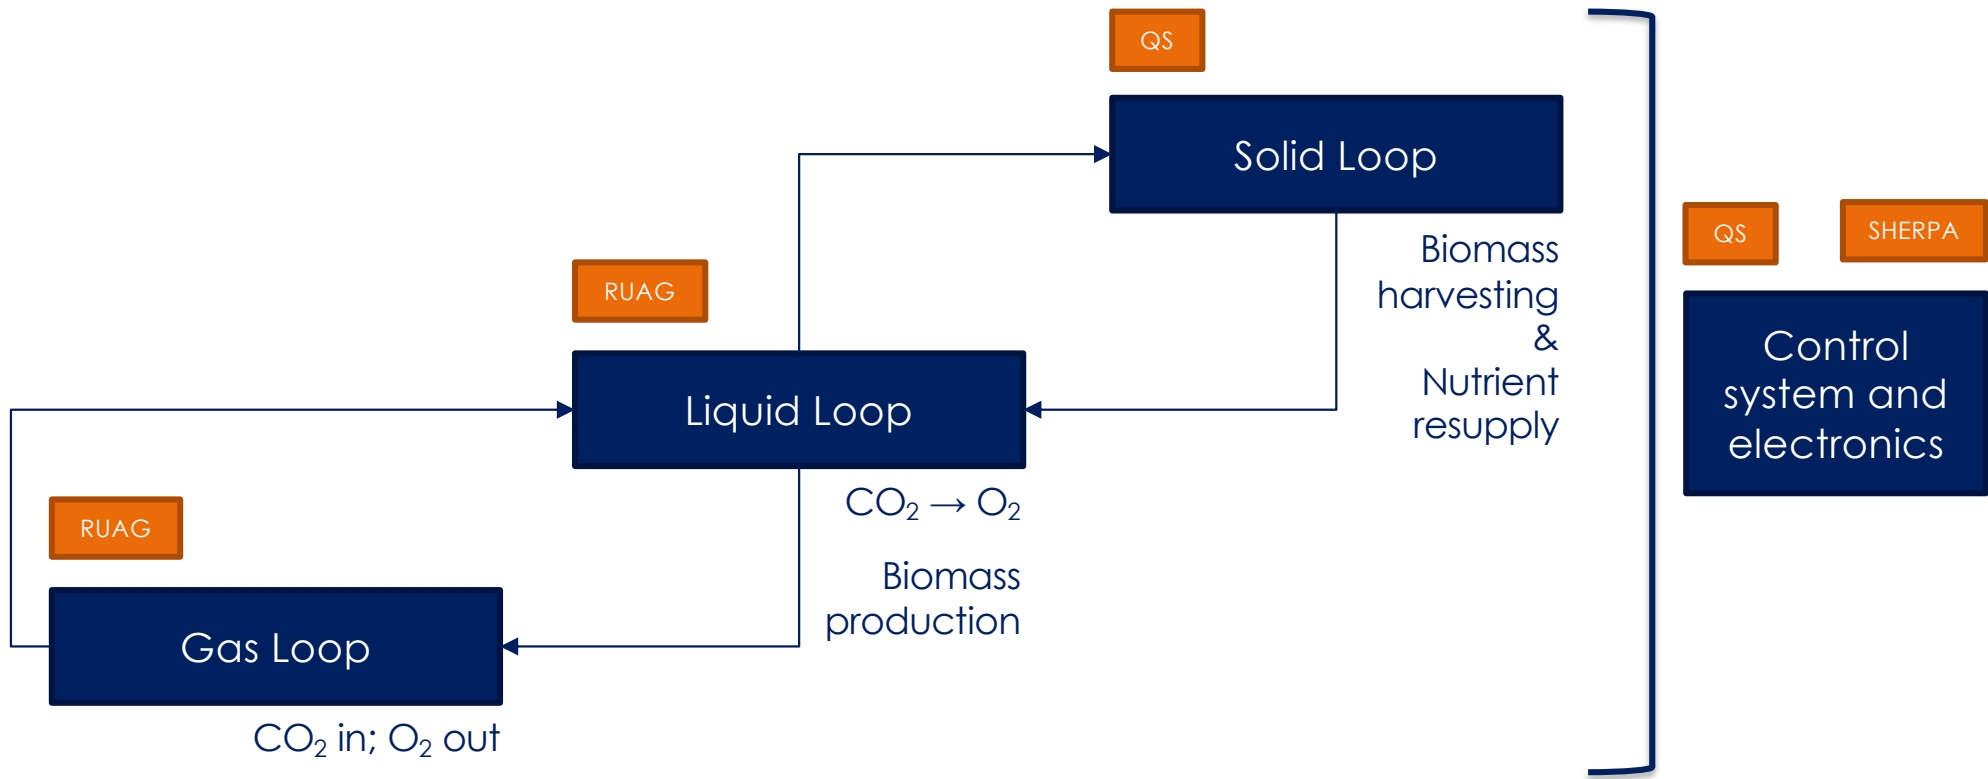 QS
Solid Loop
Biomass
harvesting
&
Nutrient
resupply
RUAG
Liquid Loop
CO₂ → O₂
Biomass
production
RUAG
Gas Loop
CO₂ in; O₂ out
QS
SHERPA
Control
system and
electronics